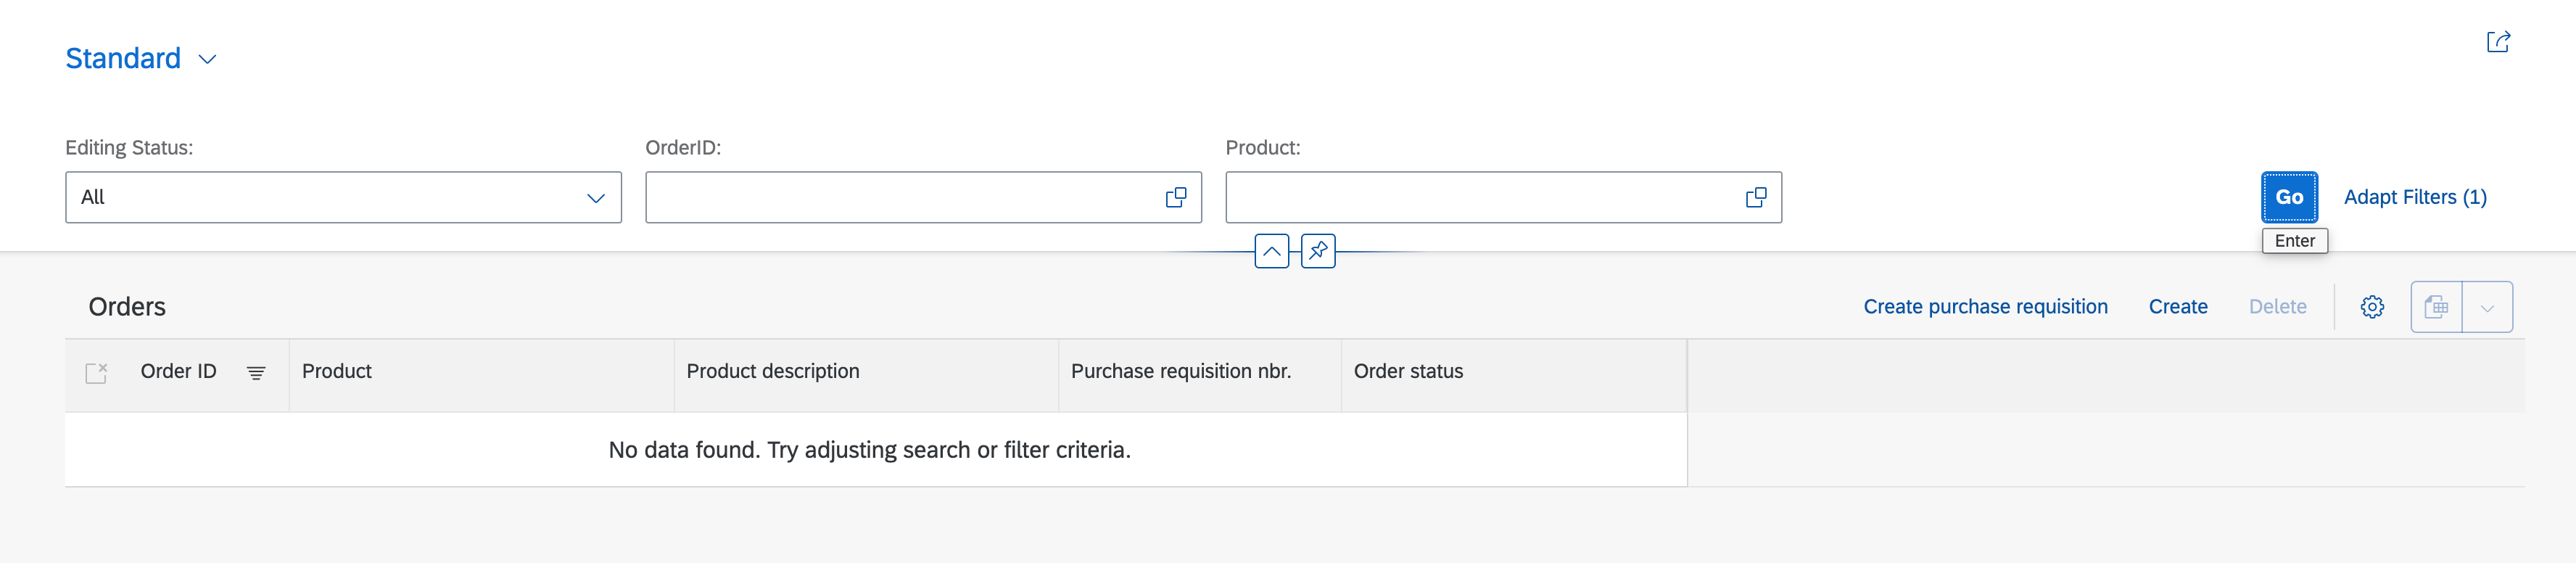 Standard
Editing Status:
OrderID:
Product:
All
Go
Adapt Filters (1)
Enter
Orders
Create purchase requisition
Create
Delete
Order ID
Product
Product description
Purchase requisition nbr.
Order status
No data found. Try adjusting search or filter criteria.